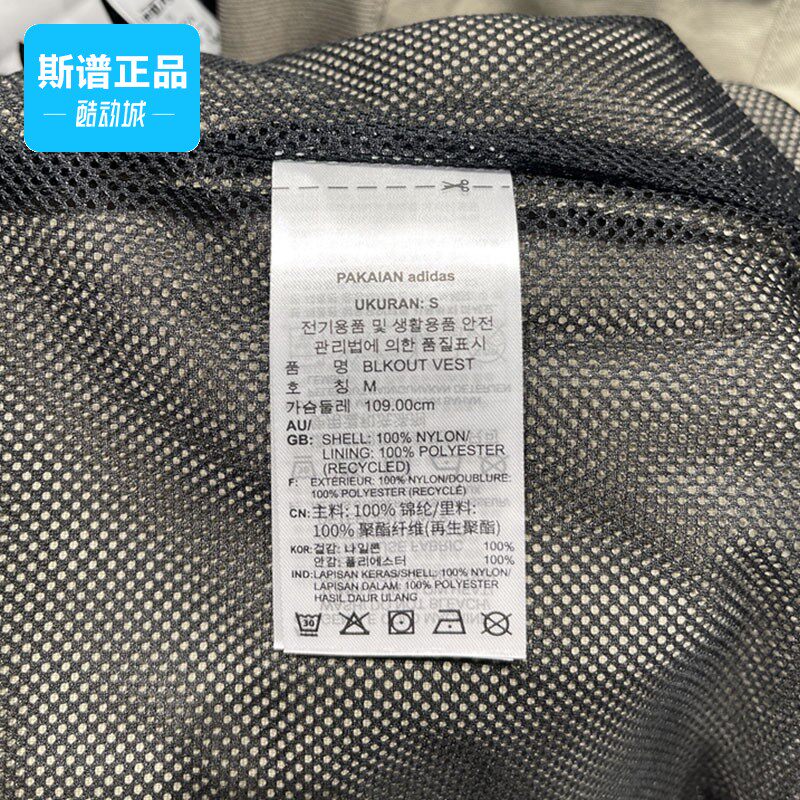 斯谱正品
酷动城
PAKAIAN adidas
UKURAN: S
전기용품 및 생활용품 안전
관리법에 의한 품질표시
품 명 BLKOUT VEST
호 칭 M
가슴둘레 109.00cm
AU/
GB: SHELL: 100% NYLON/
LINING: 100% POLYESTER
(RECYCLED)
F: EXTÉRIEUR: 100% NYLON/DOUBLURE:
100% POLYESTER (RECYCLÉ)
CN: 主料: 100% 锦纶/里料:
100% 聚酯纤维(再生聚酯)
KOR: 겉감: 나일론 100%
안감: 폴리에스터 100%
IND: LAPISAN KERAS/SHELL: 100% NYLON/
LAPISAN DALAM: 100% POLYESTER
HASIL DAUR ULANG
30